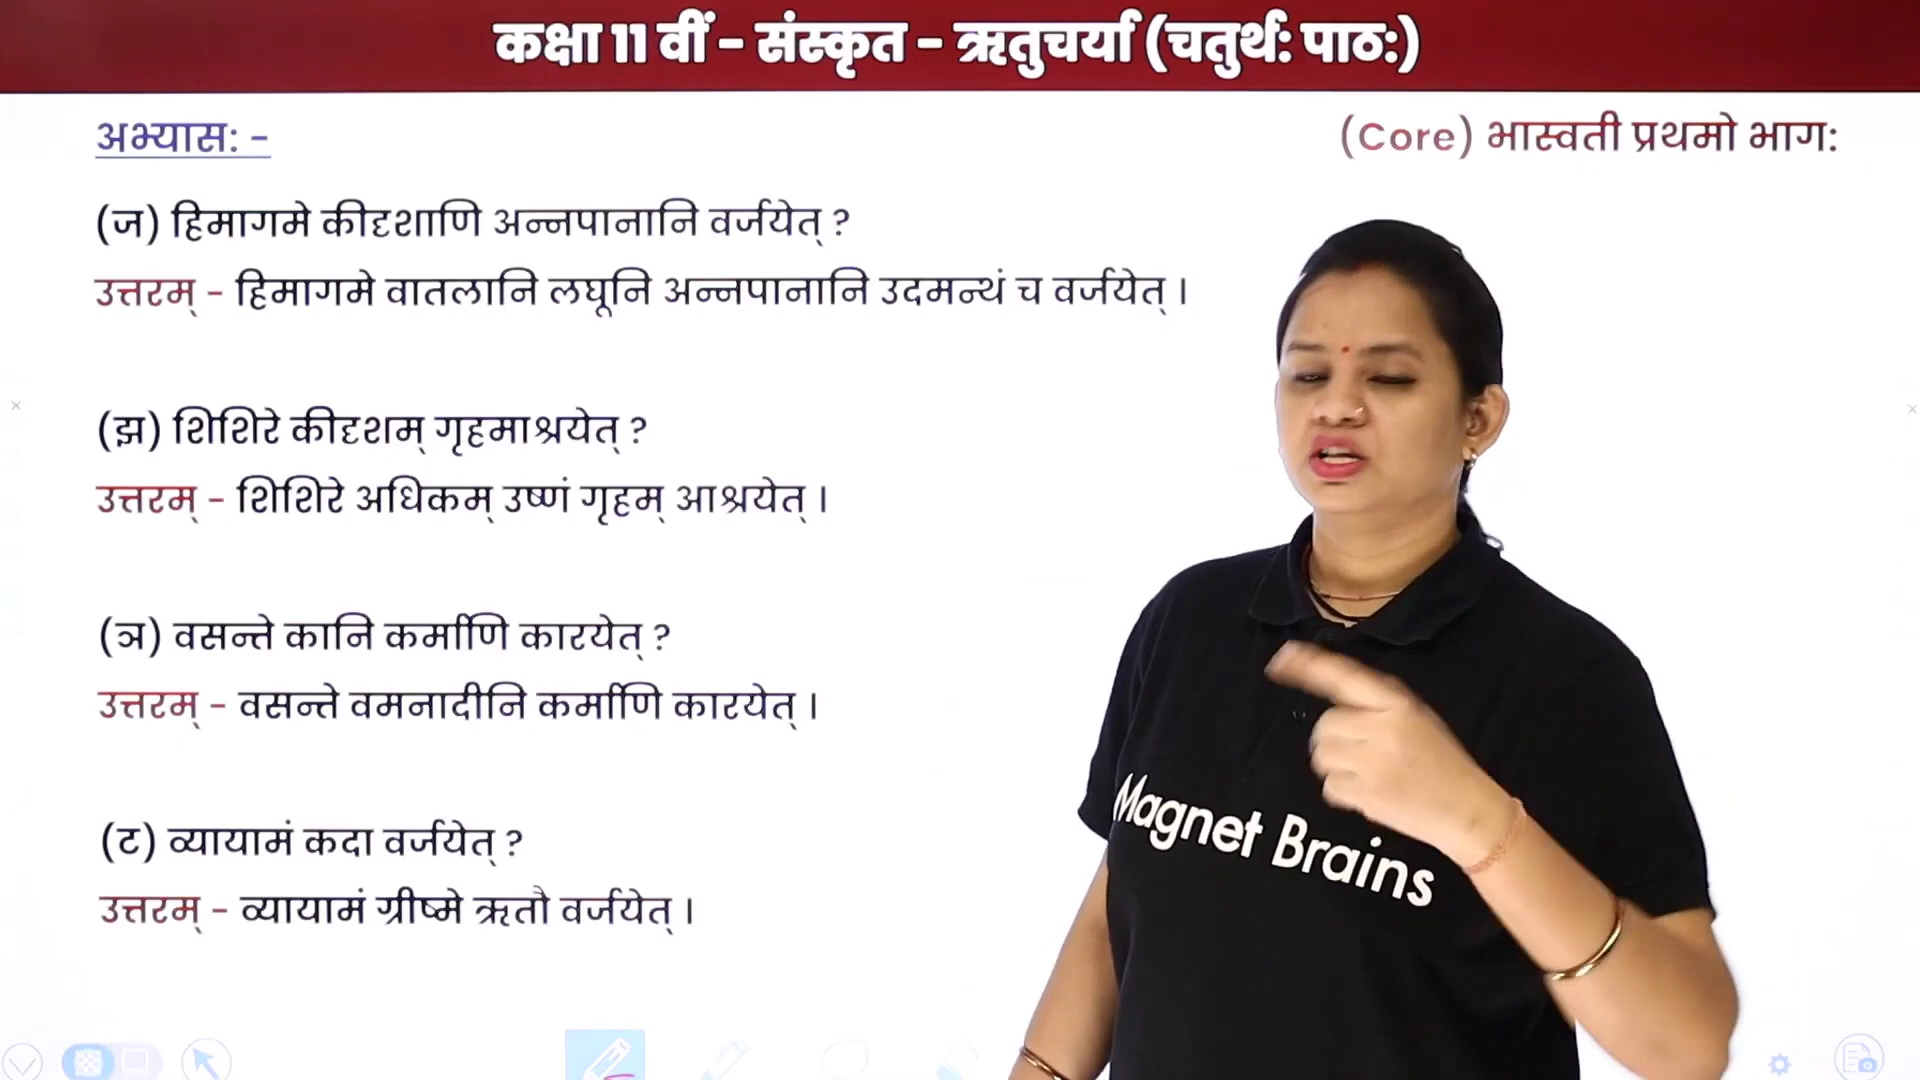 कक्षा 11 वीं - संस्कृत - ऋतुचर्या (चतुर्थ: पाठ:)
अभ्यास: -
(Core) भास्वती प्रथमो भाग:
(ज) हिमागमे कीदृशाणि अन्नपानानि वर्जयेत् ?
उत्तरम् - हिमागमे वातलानि लघूनि अन्नपानानि उदमन्थं च वर्जयेत् ।
(झ) शिशिरे कीदृशम् गृहमाश्रयेत् ?
उत्तरम् - शिशिरे अधिकम् उष्णं गृहम् आश्रयेत् ।
(ञ) वसन्ते कानि कर्माणि कारयेत् ?
उत्तरम् - वसन्ते वमनादीनि कर्माणि कारयेत् ।
(ट) व्यायामं कदा वर्जयेत् ?
उत्तरम् - व्यायामं ग्रीष्मे ऋतौ वर्जयेत् ।
Magnet Brains